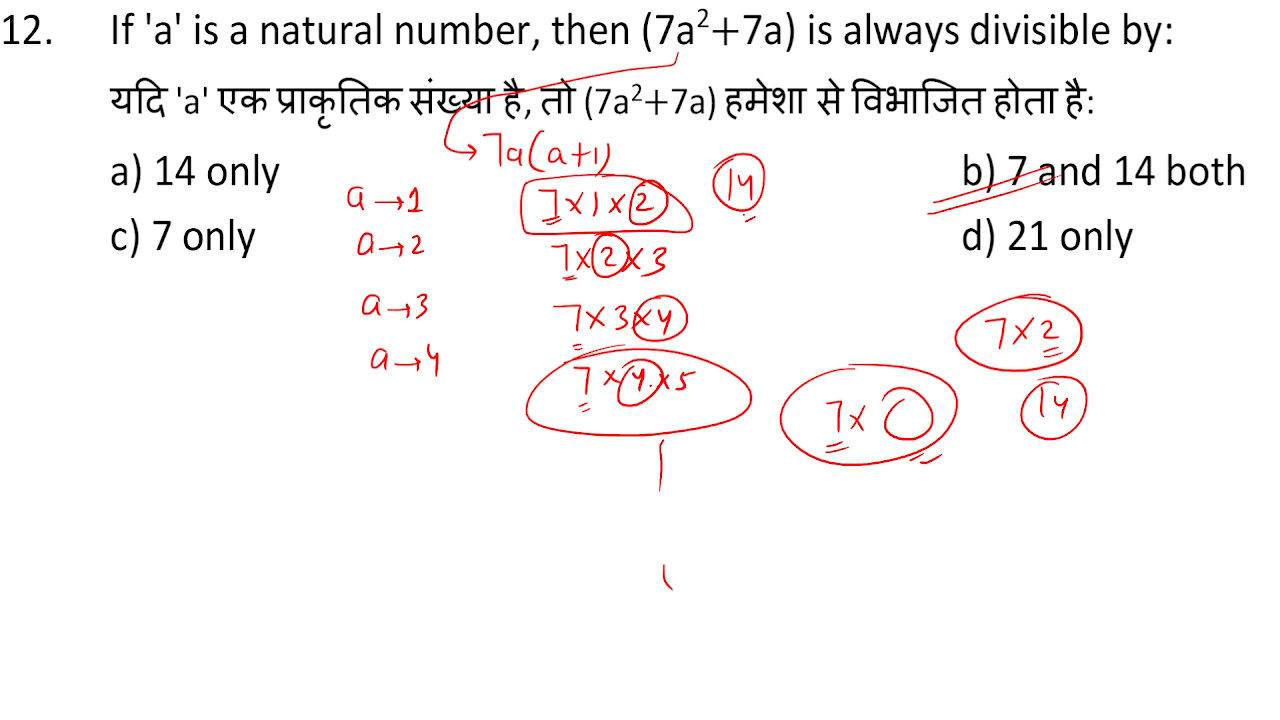 12. If 'a' is a natural number, then (7a²+7a) is always divisible by:
यदि 'a' एक प्राकृतिक संख्या है, तो (7a²+7a) हमेशा से विभाजित होता है:
7a(a+1)
a) 14 only
b) 7 and 14 both
a→1 7×1×2 14
c) 7 only
d) 21 only
a→2 7×2×3
a→3 7×3×4
7×2
a→4 7×4×5
7×
14